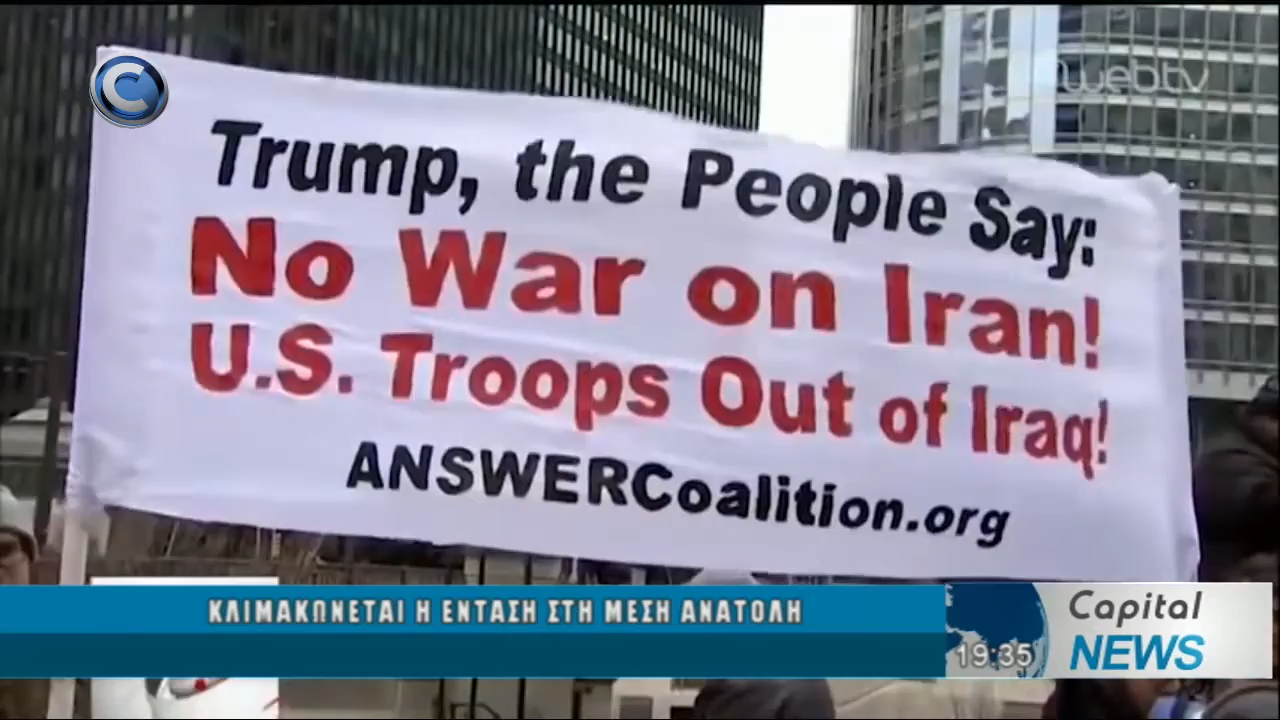 C
webtv
Trump, the People Say:
No War on Iran!
U.S. Troops Out of Iraq!
ANSWERCoalition.org
ΚΛΙΜΑΚΩΝΕΤΑΙ Η ΕΝΤΑΣΗ ΣΤΗ ΜΕΣΗ ΑΝΑΤΟΛΗ
Capital
NEWS
19:35